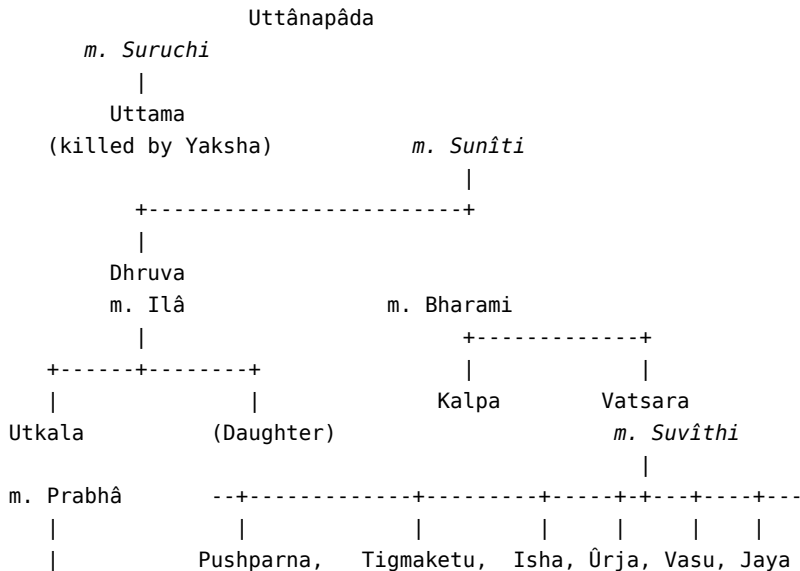 Uttânapâda
m. Suruchi
|
Uttama
(killed by Yaksha) m. Sunîti
|
+-------------------------+
|
Dhruva
m. Ilâ m. Bharami
| +-------------+
+------+--------+ | |
| | Kalpa Vatsara
Utkala (Daughter) m. Suvîthi
|
m. Prabhâ --+-------------+---------+-----+-+---+----+---
| | | | | | |
| Pushparna, Tigmaketu, Isha, Ûrja, Vasu, Jaya